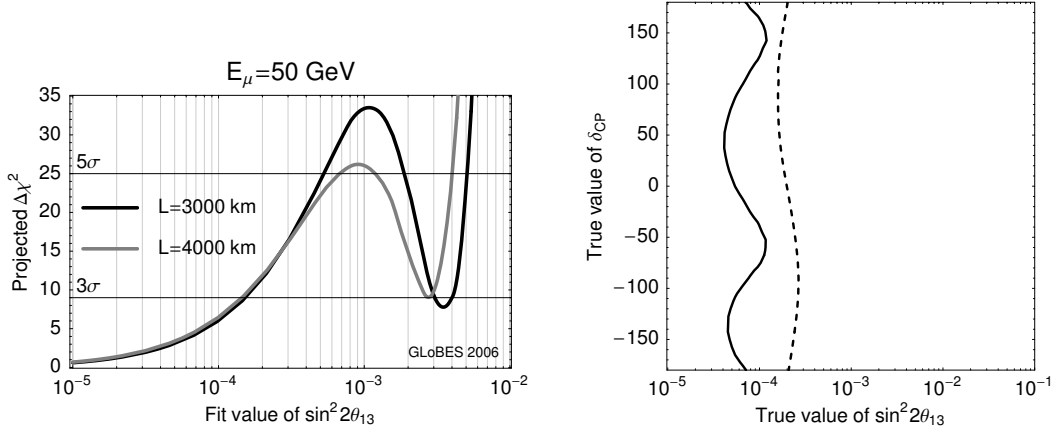 E_μ=50 GeV
Projected Δχ²
35
30
25
20
15
10
5
0
5σ
3σ
L=3000 km
L=4000 km
GLoBES 2006
10⁻⁵ 10⁻⁴ 10⁻³ 10⁻²
Fit value of sin²2θ₁₃
True value of δ_CP
150
100
50
0
−50
−100
−150
10⁻⁵ 10⁻⁴ 10⁻³ 10⁻² 10⁻¹
True value of sin²2θ₁₃